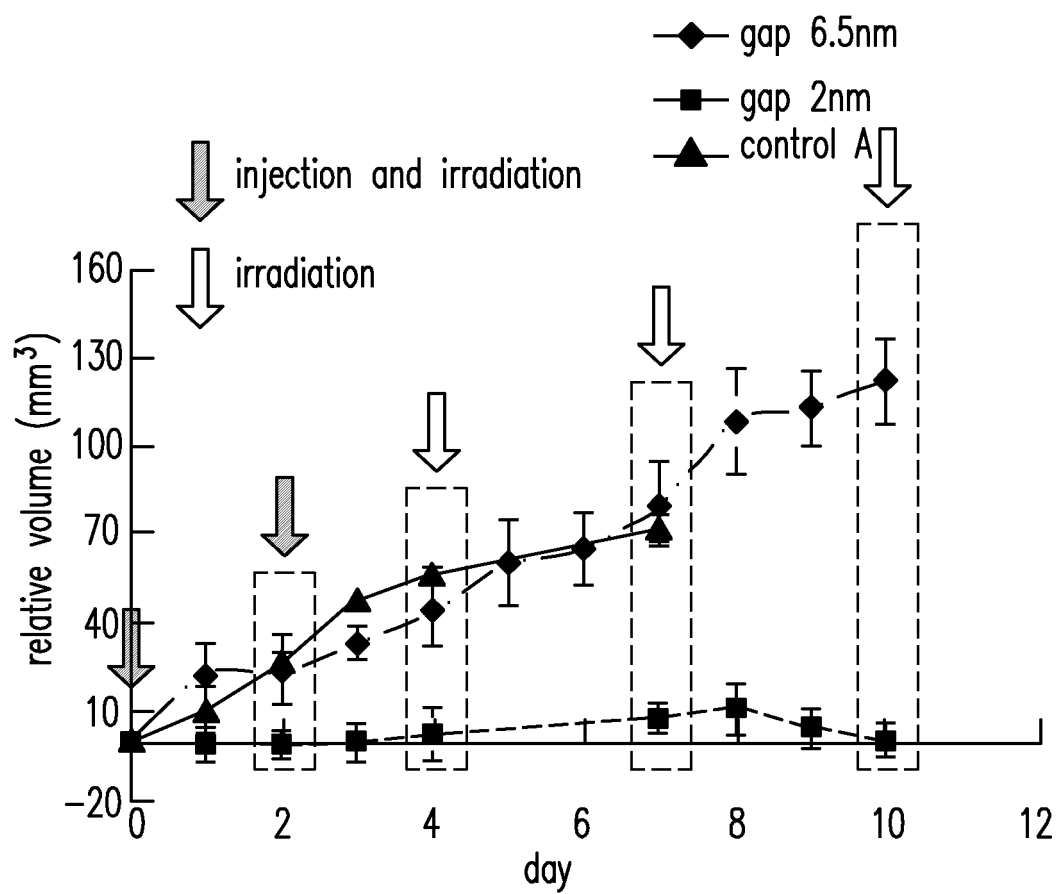 gap 6.5nm
gap 2nm
control A
injection and irradiation
irradiation
relative volume (mm³)
160
130
100
70
40
10
-20
0 2 4 6 8 10 12
day